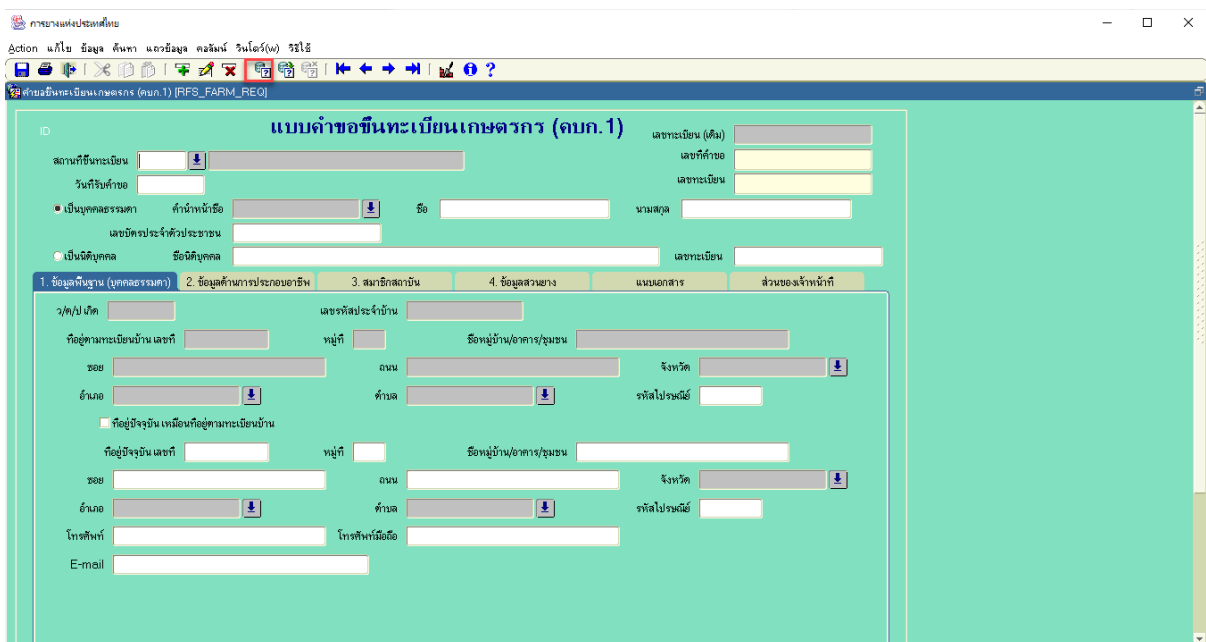 การยางแห่งประเทศไทย
Action แก้ไข ข้อมูล ค้นหา แถวข้อมูล คอลัมน์ วินโดว์(w) วิธีใช้
คำขอขึ้นทะเบียนเกษตรกร (คบก.1) [RFS_FARM_REQ]
ID แบบคำขอขึ้นทะเบียนเกษตรกร (คบก.1) เลขทะเบียน (เดิม)
สถานที่ขึ้นทะเบียน เลขที่คำขอ
วันที่รับคำขอ เลขทะเบียน
เป็นบุคคลธรรมดา คำนำหน้าชื่อ ชื่อ นามสกุล
เลขบัตรประจำตัวประชาชน
เป็นนิติบุคคล ชื่อนิติบุคคล เลขทะเบียน
1. ข้อมูลพื้นฐาน (บุคคลธรรมดา) 2. ข้อมูลด้านการประกอบอาชีพ 3. สมาชิกสถาบัน 4. ข้อมูลสวนยาง แนบเอกสาร ส่วนของเจ้าหน้าที่
ว/ด/ป เกิด เลขรหัสประจำบ้าน
ที่อยู่ตามทะเบียนบ้าน เลขที่ หมู่ที่ ชื่อหมู่บ้าน/อาคาร/ชุมชน
ซอย ถนน จังหวัด
อำเภอ ตำบล รหัสไปรษณีย์
ที่อยู่ปัจจุบัน เหมือนที่อยู่ตามทะเบียนบ้าน
ที่อยู่ปัจจุบัน เลขที่ หมู่ที่ ชื่อหมู่บ้าน/อาคาร/ชุมชน
ซอย ถนน จังหวัด
อำเภอ ตำบล รหัสไปรษณีย์
โทรศัพท์ โทรศัพท์มือถือ
E-mail